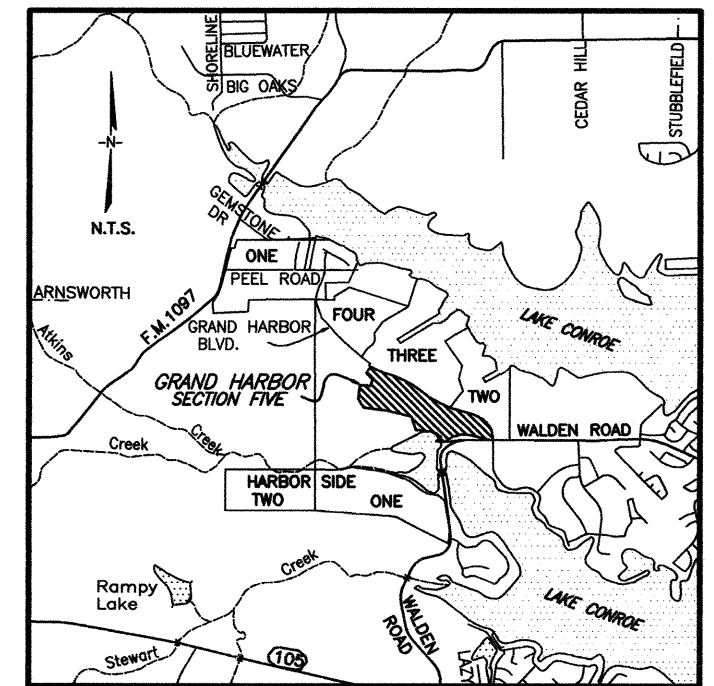 SHORELINE
BLUEWATER
BIG OAKS
CEDAR HILL
STUBBLEFIELD
-N-
N.T.S.
GEMSTONE
DR
ONE
PEEL ROAD
ARNSWORTH
F.M.1097
GRAND HARBOR
BLVD.
FOUR
THREE
TWO
LAKE CONROE
Atkins
Creek
GRAND HARBOR
SECTION FIVE
WALDEN ROAD
Creek
HARBOR SIDE
TWO
ONE
Creek
Rampy
Lake
WALDEN
ROAD
LAKE CONROE
Stewart
105
LAZY